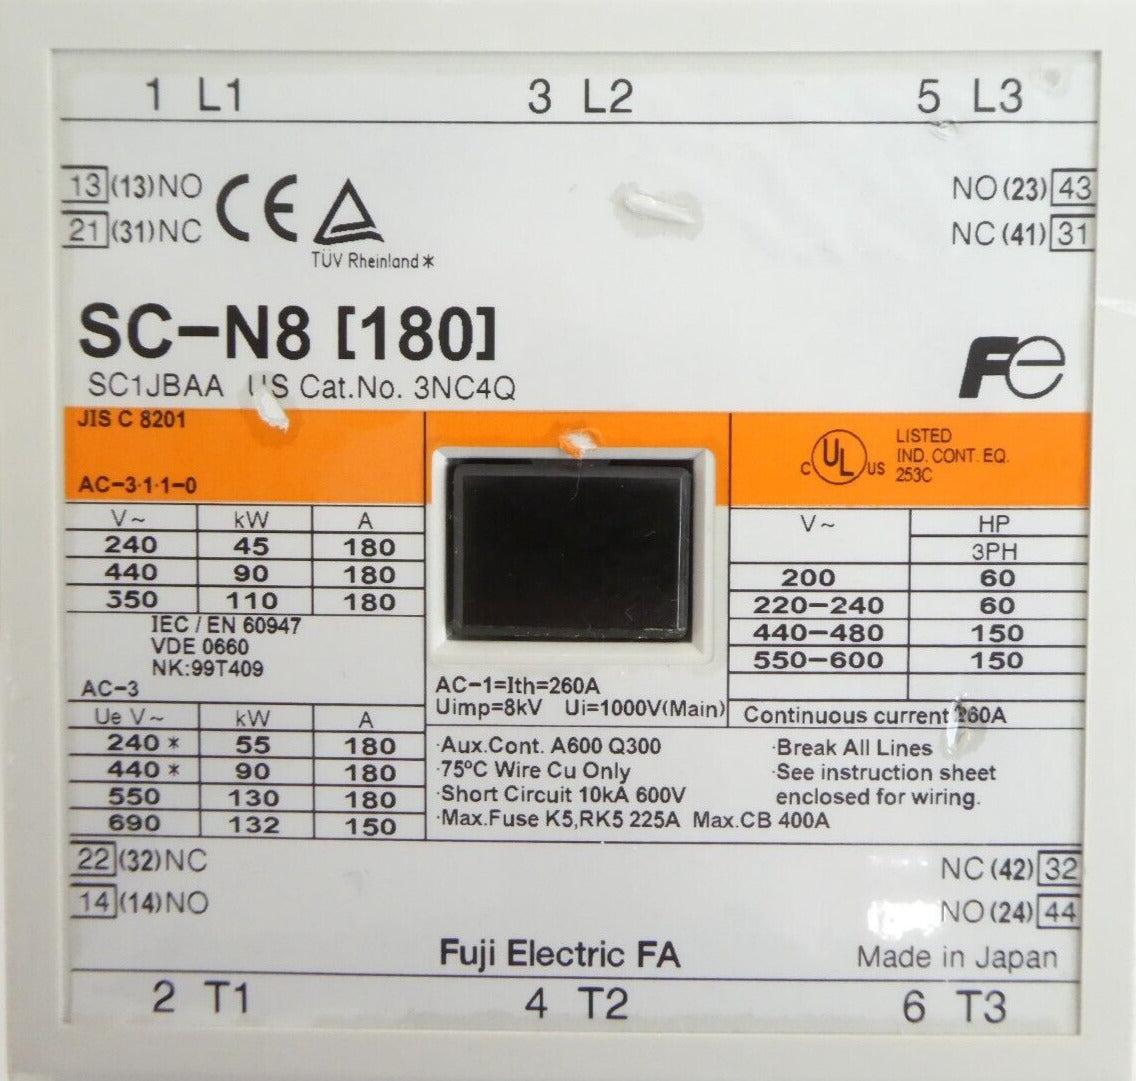 1 L1 3 L2 5 L3
13 (13) NO NO (23) 43
21 (31) NC NC (41) 31
CE
TÜV Rheinland*
SC-N8 [180]
SC1JBAA US Cat.No. 3NC4Q
Fe
JIS C 8201
AC-3·1·1-0
V~ kW A
240 45 180
440 90 180
350 110 180
IEC / EN 60947
VDE 0660
NK:99T409
AC-3
Ue V~ kW A
240 * 55 180
440 * 90 180
550 130 180
690 132 150
AC-1=Ith=260A
Uimp=8kV Ui=1000V(Main)
c UL us
LISTED
IND. CONT. EQ.
253C
V~ HP
3PH
200 60
220-240 60
440-480 150
550-600 150
Continuous current 260A
·Aux.Cont. A600 Q300
·75°C Wire Cu Only
·Short Circuit 10kA 600V
·Max.Fuse K5,RK5 225A Max.CB 400A
·Break All Lines
·See instruction sheet
enclosed for wiring.
22 (32) NC NC (42) 32
14 (14) NO NO (24) 44
Fuji Electric FA Made in Japan
2 T1 4 T2 6 T3